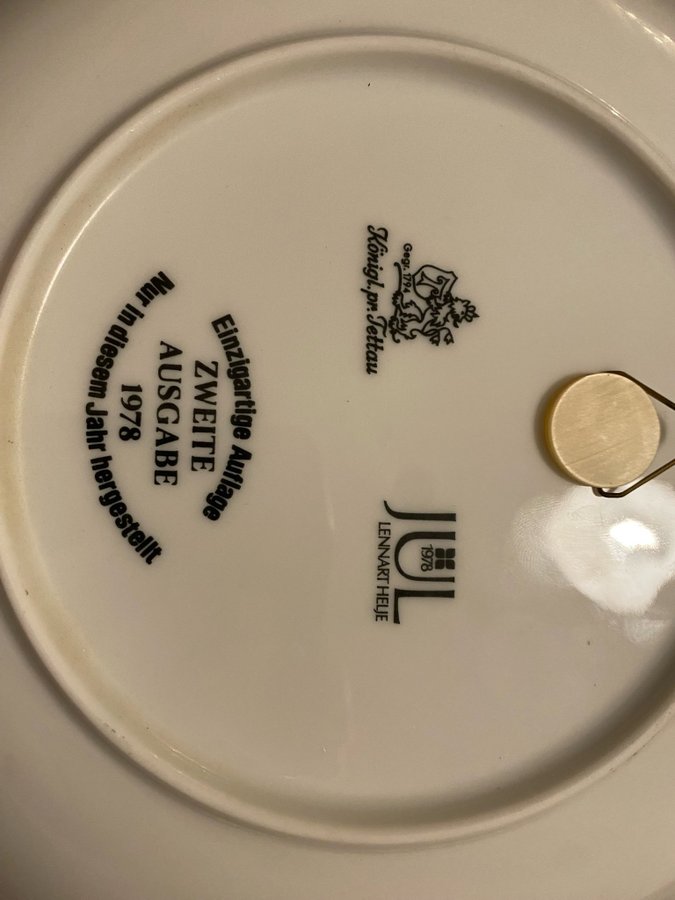 Gegr. 1794
Königl. pr. Tettau
JUL
1978
LENNART HELJE
Einzigartige Auflage
ZWEITE
AUSGABE
1978
Nur in diesem Jahr hergestellt